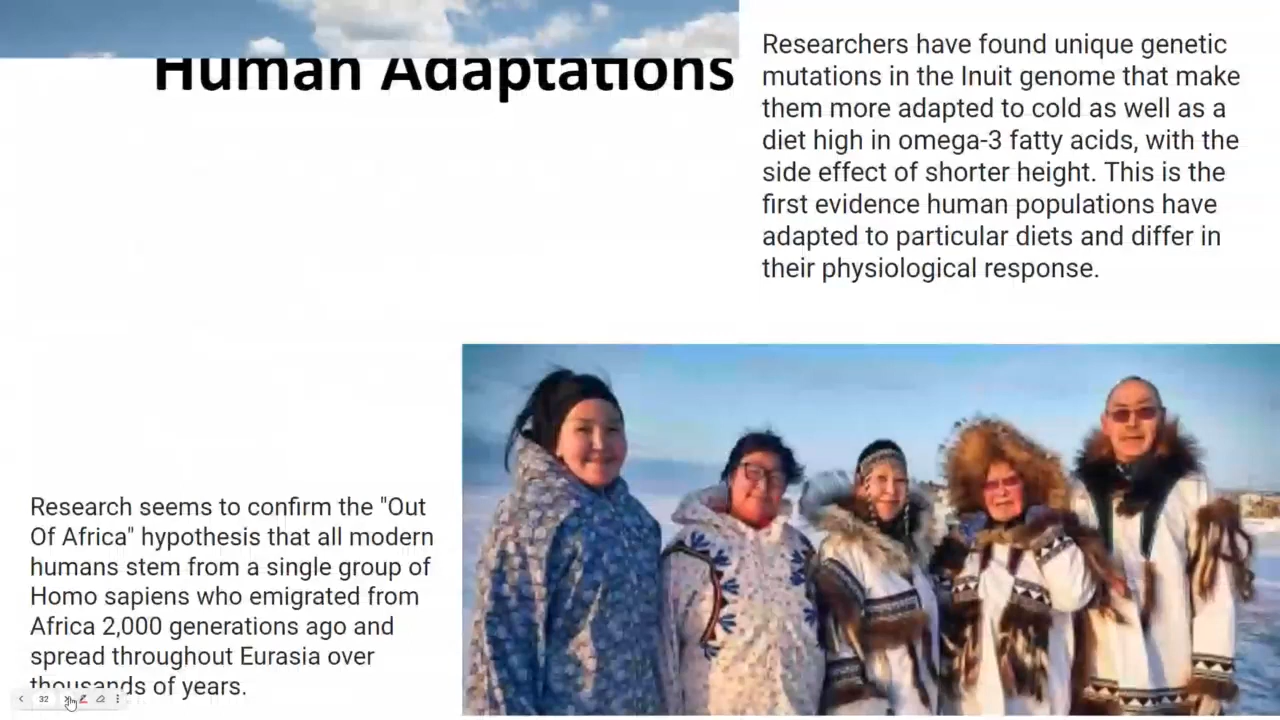 Human Adaptations
Researchers have found unique genetic
mutations in the Inuit genome that make
them more adapted to cold as well as a
diet high in omega-3 fatty acids, with the
side effect of shorter height. This is the
first evidence human populations have
adapted to particular diets and differ in
their physiological response.
Research seems to confirm the "Out
Of Africa" hypothesis that all modern
humans stem from a single group of
Homo sapiens who emigrated from
Africa 2,000 generations ago and
spread throughout Eurasia over
thousands of years.
32